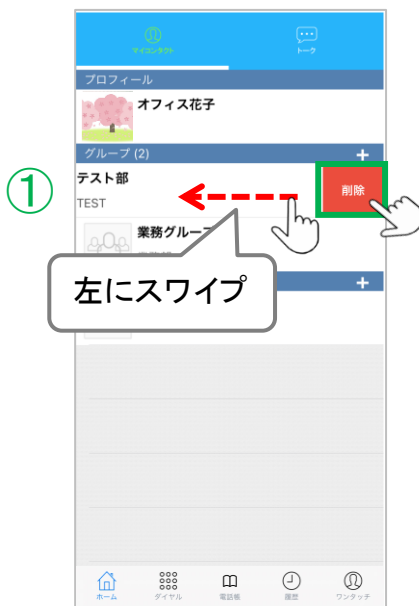 マイコンタクト
トーク
プロフィール
オフィス花子
グループ (2)
+
①
テスト部
TEST
削除
業務グルー
左にスワイプ
+
ホーム
ダイヤル
電話帳
履歴
ワンタッチ